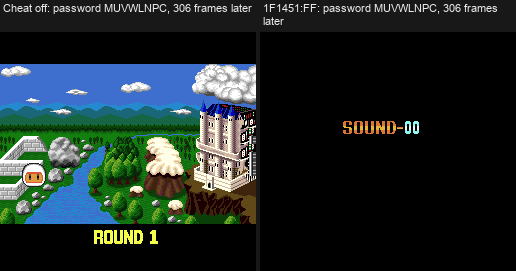 Cheat off: password MUVWLNPC, 306 frames later
1F1451:FF: password MUVWLNPC, 306 frames
later
ROUND 1
SOUND-00